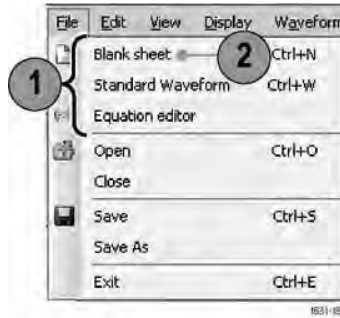 File Edit View Display Waveform
Blank sheet Ctrl+N
Standard Waveform Ctrl+W
Equation editor
Open Ctrl+O
Close
Save Ctrl+S
Save As
Exit Ctrl+E
1
2